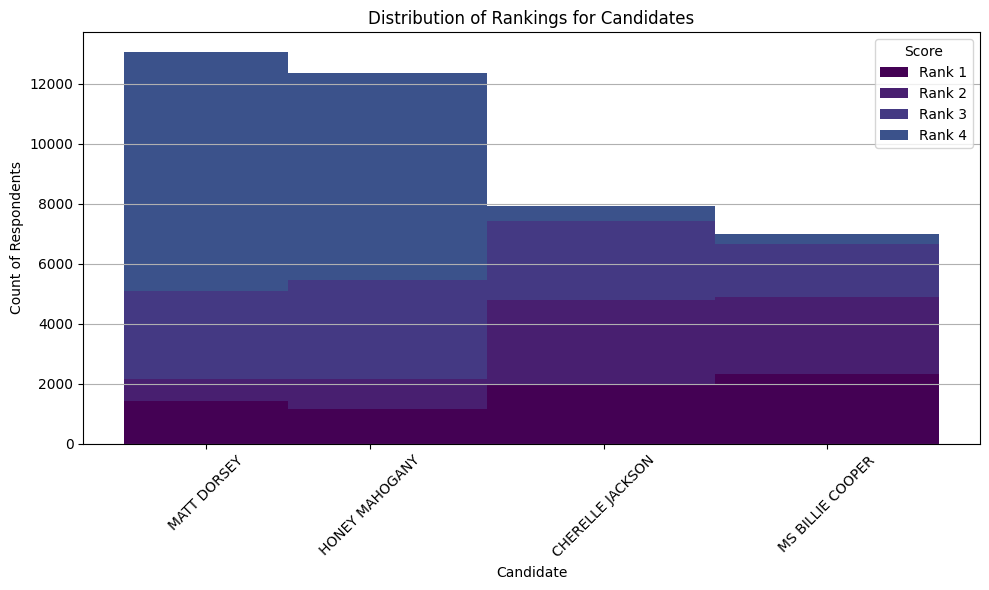 Distribution of Rankings for Candidates
Score
Rank 1
Rank 2
Rank 3
Rank 4
Count of Respondents
12000
10000
8000
6000
4000
2000
0
MATT DORSEY
HONEY MAHOGANY
CHERELLE JACKSON
MS BILLIE COOPER
Candidate